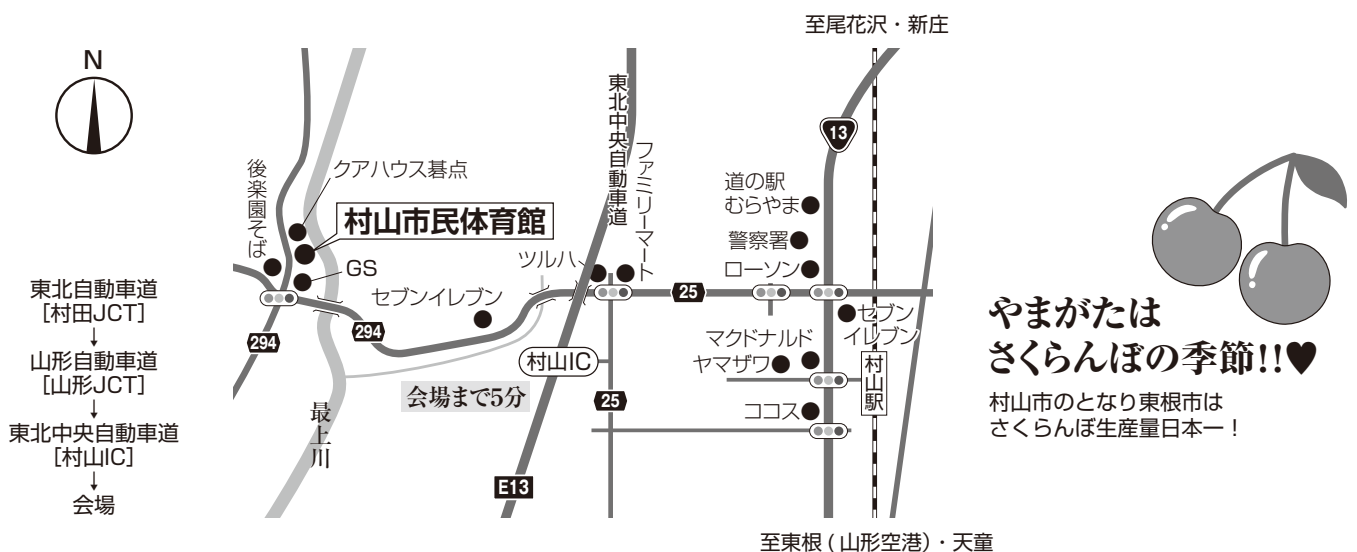 至尾花沢・新庄
N
東北中央自動車道
ファミリーマート
13
後楽園そば
クアハウス碁点
村山市民体育館
GS
道の駅
むらやま
警察署
ローソン
ツルハ
セブンイレブン
25
294
294
セブン
イレブン
マクドナルド
ヤマザワ
村山IC
村山駅
会場まで5分
25
ココス
最上川
E13
至東根(山形空港)・天童
東北自動車道
[村田JCT]
↓
山形自動車道
[山形JCT]
↓
東北中央自動車道
[村山IC]
↓
会場
やまがたは
さくらんぼの季節!!♥
村山市のとなり東根市は
さくらんぼ生産量日本一！